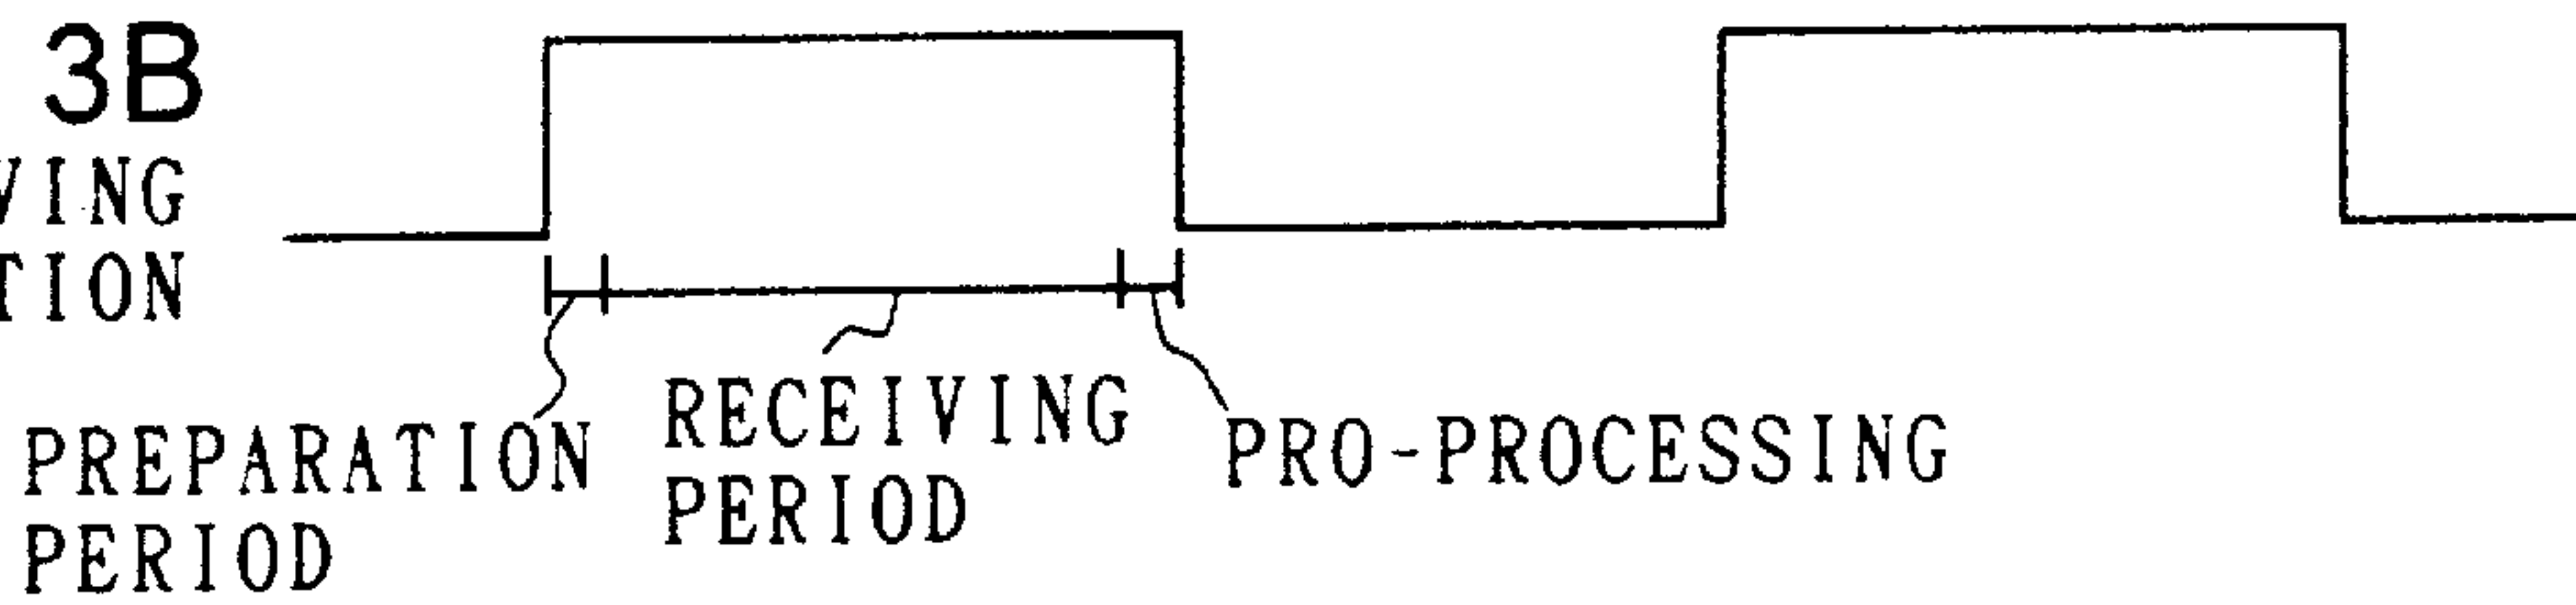 3B
VING
TION
PREPARATION
PERIOD
RECEIVING
PERIOD
PRO-PROCESSING